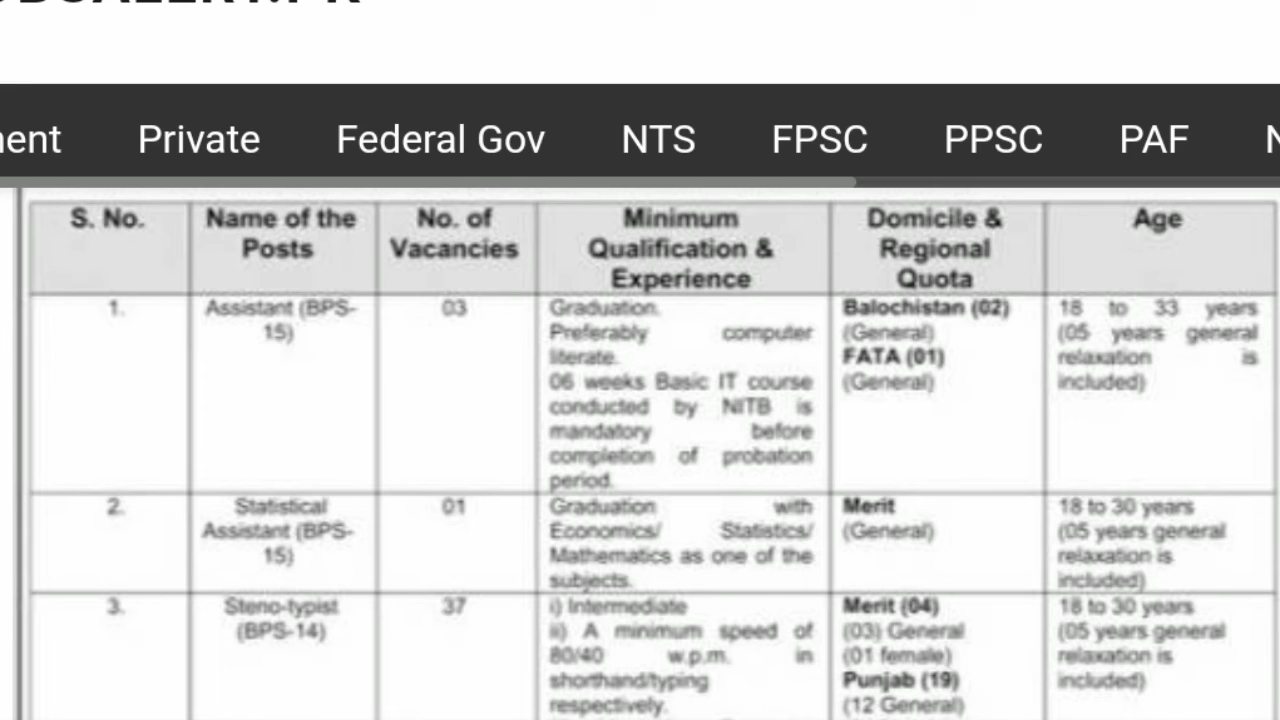 ment Private Federal Gov NTS FPSC PPSC PAF N
S. No.
Name of the
Posts
No. of
Vacancies
Minimum
Qualification &
Experience
Domicile &
Regional
Quota
Age
1.
Assistant (BPS-
15)
03
Graduation.
Preferably computer
literate.
06 weeks Basic IT course
conducted by NITB is
mandatory before
completion of probation
period.
Balochistan (02)
(General)
FATA (01)
(General)
18 to 33 years
(05 years general
relaxation is
included)
2.
Statistical
Assistant (BPS-
15)
01
Graduation with
Economics/ Statistics/
Mathematics as one of the
subjects.
Merit
(General)
18 to 30 years
(05 years general
relaxation is
included)
3.
Steno-typist
(BPS-14)
37
i) Intermediate
ii) A minimum speed of
80/40 w.p.m. in
shorthand/typing
respectively.
Merit (04)
(03) General
(01 female)
Punjab (19)
(12 General)
18 to 30 years
(05 years general
relaxation is
included)